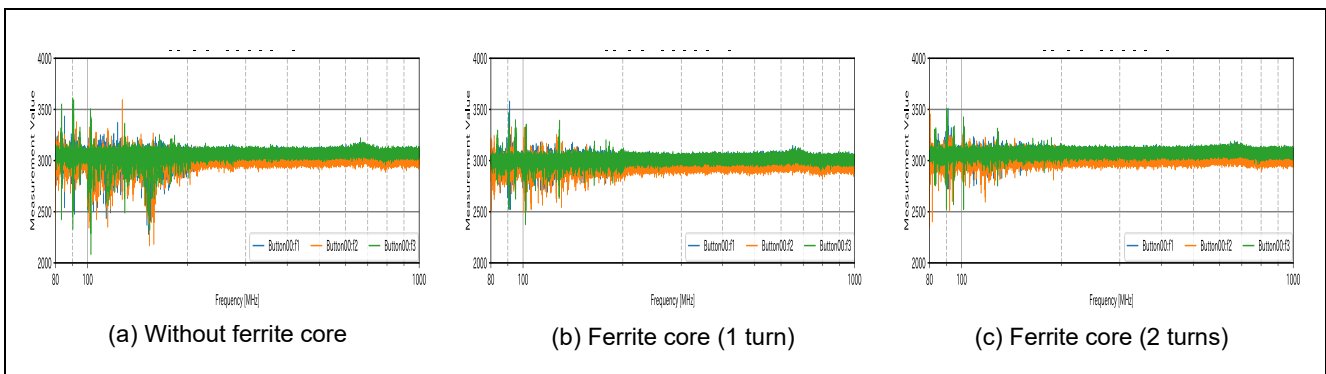 4000
3500
3000
2500
2000
Measurement Value
80
100
1000
Frequency [MHz]
Button00:f1 Button00:f2 Button00:f3
(a) Without ferrite core
4000
3500
3000
2500
2000
Measurement Value
80
100
1000
Frequency [MHz]
Button00:f1 Button00:f2 Button00:f3
(b) Ferrite core (1 turn)
4000
3500
3000
2500
2000
Measurement Value
80
100
1000
Frequency [MHz]
Button00:f1 Button00:f2 Button00:f3
(c) Ferrite core (2 turns)